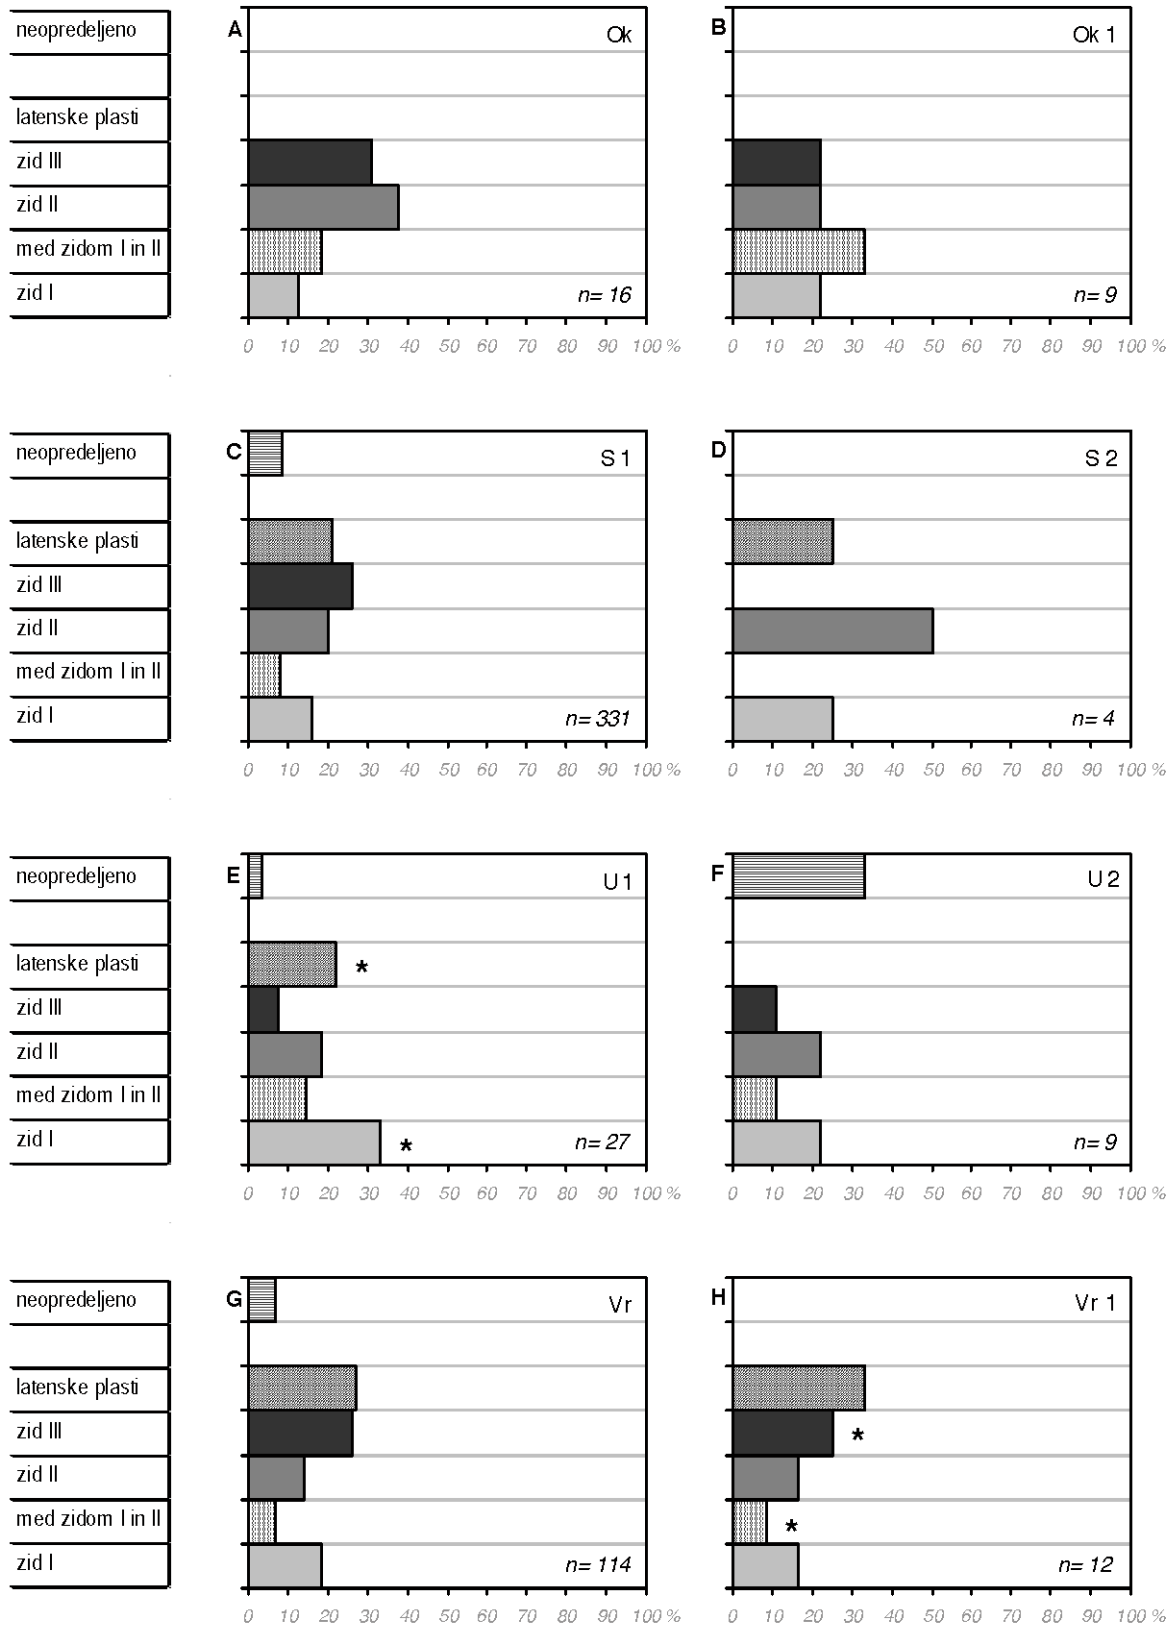 neopredeljeno
latenske plasti
zid III
zid II
med zidom I in II
zid I
A
Ok
n= 16
0 10 20 30 40 50 60 70 80 90 100 %
B
Ok 1
n= 9
0 10 20 30 40 50 60 70 80 90 100 %
neopredeljeno
latenske plasti
zid III
zid II
med zidom I in II
zid I
C
S 1
n= 331
0 10 20 30 40 50 60 70 80 90 100 %
D
S 2
n= 4
0 10 20 30 40 50 60 70 80 90 100 %
neopredeljeno
latenske plasti
zid III
zid II
med zidom I in II
zid I
E
U 1
*
*
n= 27
0 10 20 30 40 50 60 70 80 90 100 %
F
U 2
n= 9
0 10 20 30 40 50 60 70 80 90 100 %
neopredeljeno
latenske plasti
zid III
zid II
med zidom I in II
zid I
G
Vr
n= 114
0 10 20 30 40 50 60 70 80 90 100 %
H
Vr 1
*
*
n= 12
0 10 20 30 40 50 60 70 80 90 100 %